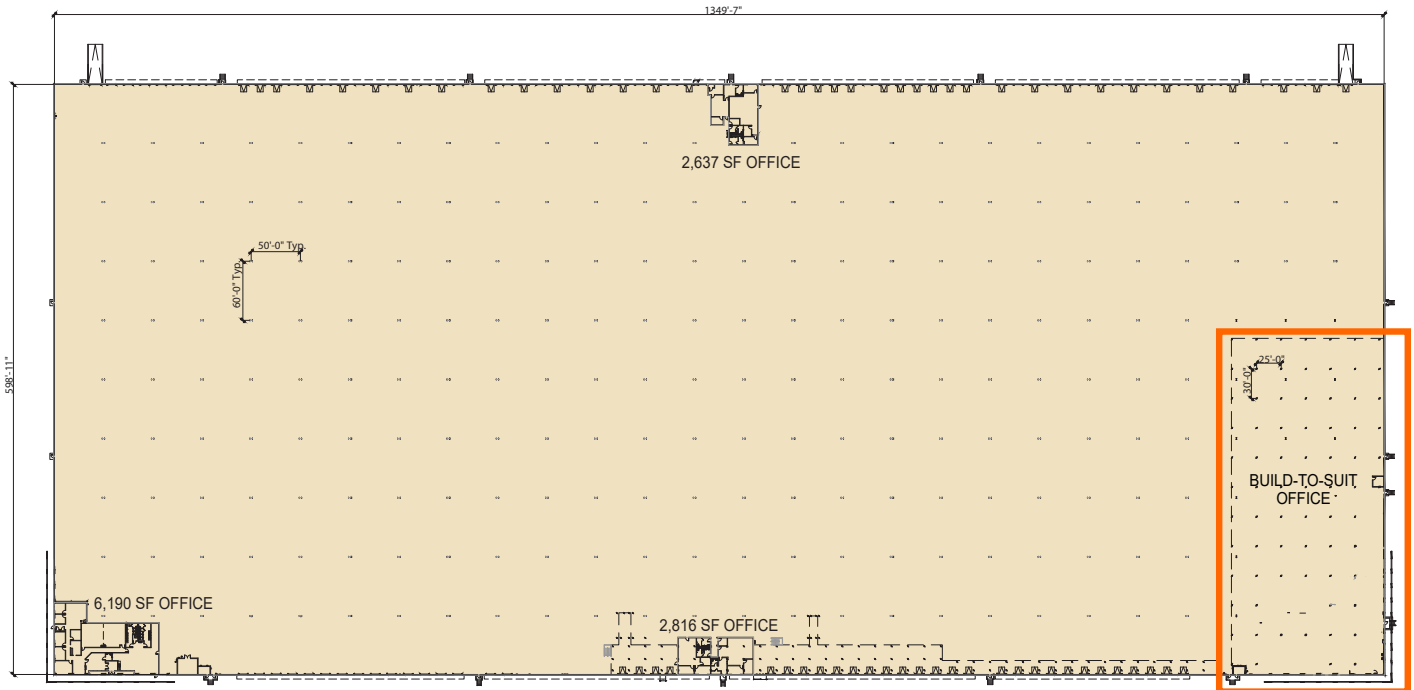 1349'-7"
2,637 SF OFFICE
50'-0" Typ.
60'-0" Typ.
598'-11"
25'-0"
30'-0"
BUILD-TO-SUIT
OFFICE
6,190 SF OFFICE
2,816 SF OFFICE